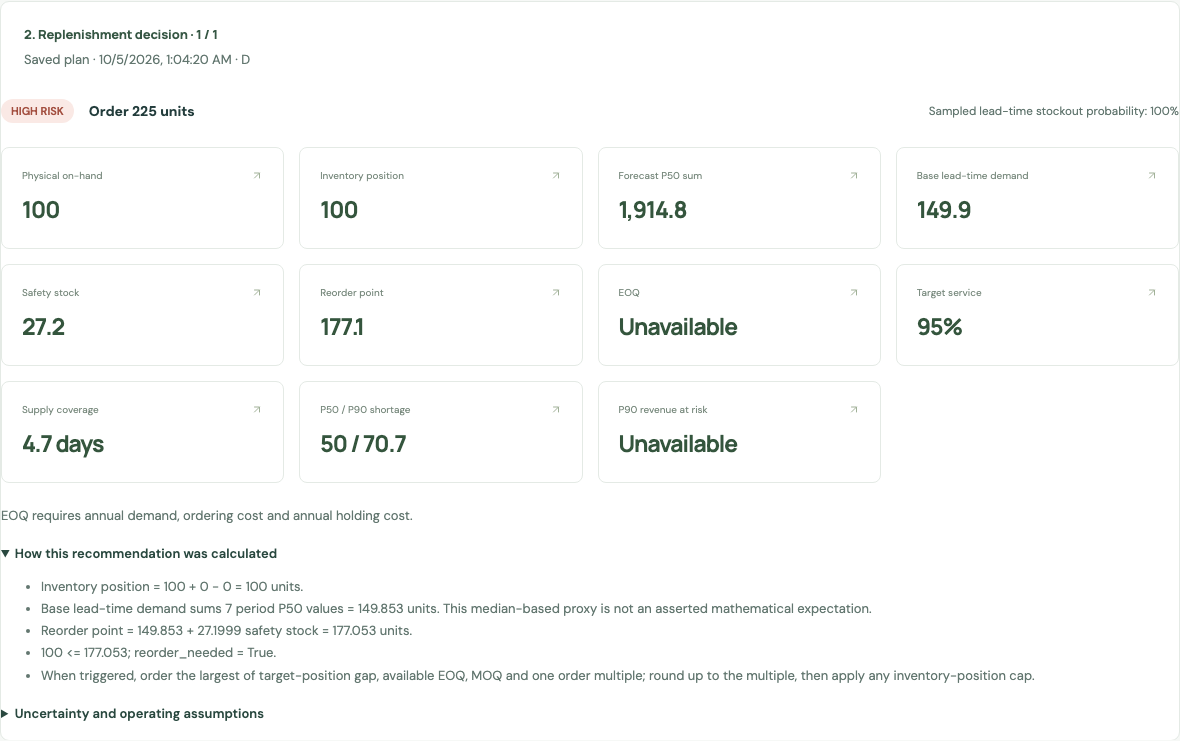 2. Replenishment decision · 1 / 1
Saved plan · 10/5/2026, 1:04:20 AM · D
HIGH RISK
Order 225 units
Sampled lead-time stockout probability: 100%
Physical on-hand
100
Inventory position
100
Forecast P50 sum
1,914.8
Base lead-time demand
149.9
Safety stock
27.2
Reorder point
177.1
EOQ
Unavailable
Target service
95%
Supply coverage
4.7 days
P50 / P90 shortage
50 / 70.7
P90 revenue at risk
Unavailable
EOQ requires annual demand, ordering cost and annual holding cost.
▼ How this recommendation was calculated
• Inventory position = 100 + 0 − 0 = 100 units.
• Base lead-time demand sums 7 period P50 values = 149.853 units. This median-based proxy is not an asserted mathematical expectation.
• Reorder point = 149.853 + 27.1999 safety stock = 177.053 units.
• 100 <= 177.053; reorder_needed = True.
• When triggered, order the largest of target-position gap, available EOQ, MOQ and one order multiple; round up to the multiple, then apply any inventory-position cap.
▶ Uncertainty and operating assumptions